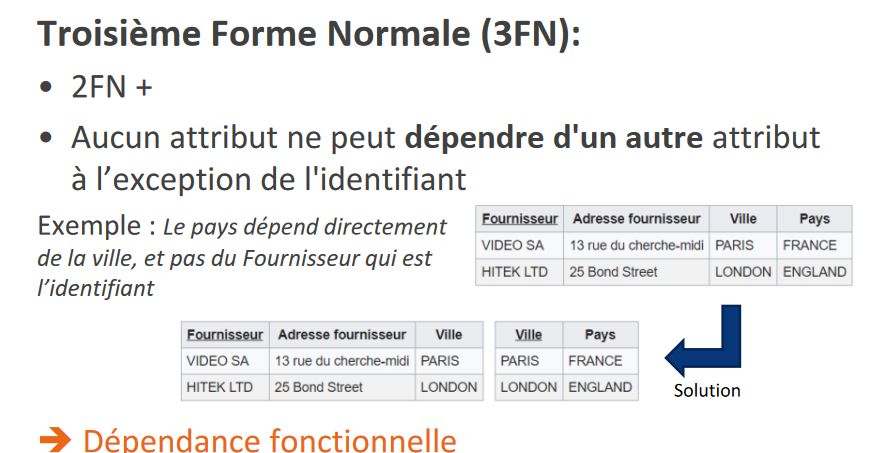 Troisième Forme Normale (3FN):
• 2FN +
• Aucun attribut ne peut dépendre d'un autre attribut
à l’exception de l'identifiant
Exemple : Le pays dépend directement
de la ville, et pas du Fournisseur qui est
l’identifiant
Fournisseur Adresse fournisseur Ville Pays
VIDEO SA 13 rue du cherche-midi PARIS FRANCE
HITEK LTD 25 Bond Street LONDON ENGLAND
Fournisseur Adresse fournisseur Ville
VIDEO SA 13 rue du cherche-midi PARIS
HITEK LTD 25 Bond Street LONDON
Ville Pays
PARIS FRANCE
LONDON ENGLAND
Solution
➔ Dépendance fonctionnelle